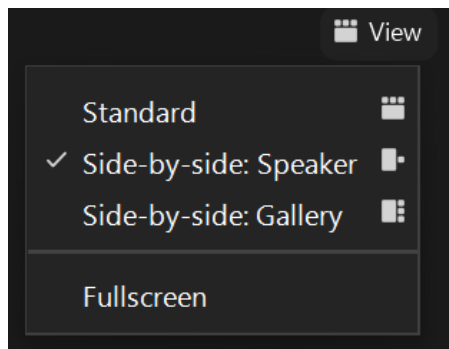 View
Standard
Side-by-side: Speaker
Side-by-side: Gallery
Fullscreen